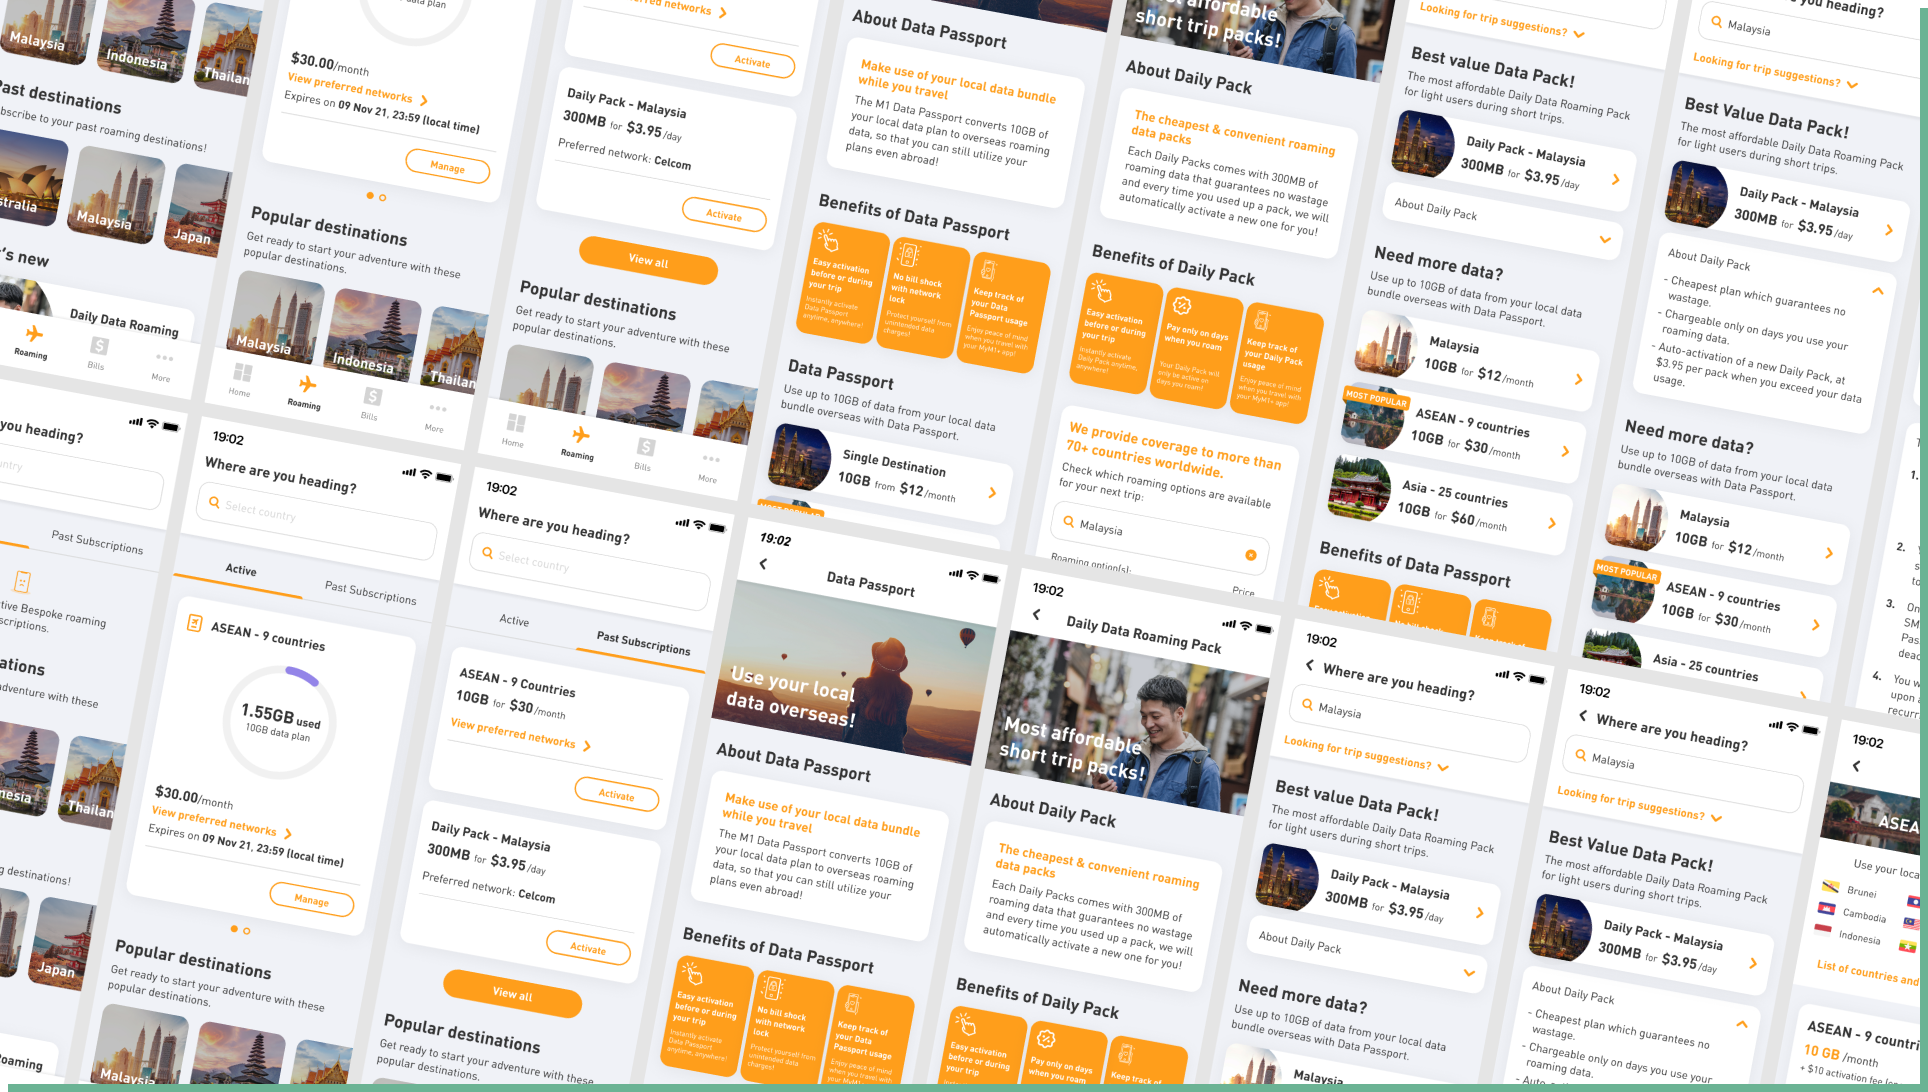 Malaysia
Indonesia
Thailan
Past destinations
bscribe to your past roaming destinations!
stralia
Malaysia
Japan
t's new
Daily Data Roaming
Roaming
Bills
More
data plan
$30.00/month
View preferred networks
Expires on 09 Nov 21, 23:59 (local time)
Manage
Popular destinations
Get ready to start your adventure with these
popular destinations.
Malaysia
Indonesia
Thailan
Home
Roaming
Bills
More
erred networks
Activate
Daily Pack - Malaysia
300MB for $3.95/day
Preferred network: Celcom
Activate
View all
Popular destinations
Get ready to start your adventure with these
popular destinations.
Home
Roaming
Bills
More
About Data Passport
Make use of your local data bundle
while you travel
The M1 Data Passport converts 10GB of
your local data plan to overseas roaming
data, so that you can still utilize your
plans even abroad!
Benefits of Data Passport
Easy activation
before or during
your trip
Instantly activate
Data Passport
anytime, anywhere!
No bill shock
with network
lock
Protect yourself from
unintended data
charges!
Keep track of
your Data
Passport usage
Enjoy peace of mind
when you travel with
your MyM1+ app!
Data Passport
Use up to 10GB of data from your local data
bundle overseas with Data Passport.
Single Destination
10GB from $12/month
MOST POPULAR
Most affordable
short trip packs!
About Daily Pack
The cheapest & convenient roaming
data packs
Each Daily Packs comes with 300MB of
roaming data that guarantees no wastage
and every time you used up a pack, we will
automatically activate a new one for you!
Benefits of Daily Pack
Easy activation
before or during
your trip
Instantly activate
Daily Pack anytime,
anywhere!
Pay only on days
when you roam
Your Daily Pack will
only be active on
days you roam!
Keep track of
your Daily Pack
usage
Enjoy peace of mind
when you travel with
your MyM1+ app!
We provide coverage to more than
70+ countries worldwide.
Check which roaming options are available
for your next trip:
Malaysia
Roaming option(s):
Price
Looking for trip suggestions?
Best value Data Pack!
The most affordable Daily Data Roaming Pack
for light users during short trips.
Daily Pack - Malaysia
300MB for $3.95/day
About Daily Pack
Need more data?
Use up to 10GB of data from your local data
bundle overseas with Data Passport.
Malaysia
10GB for $12/month
MOST POPULAR
ASEAN - 9 countries
10GB for $30/month
Asia - 25 countries
10GB for $60/month
Benefits of Data Passport
Easy activation
No bill shock
Keep track of
you heading?
Malaysia
Looking for trip suggestions?
Best Value Data Pack!
The most affordable Daily Data Roaming Pack
for light users during short trips.
Daily Pack - Malaysia
300MB for $3.95/day
About Daily Pack
- Cheapest plan which guarantees no
wastage.
- Chargeable only on days you use your
roaming data.
- Auto-activation of a new Daily Pack, at
$3.95 per pack when you exceed your data
usage.
Need more data?
Use up to 10GB of data from your local data
bundle overseas with Data Passport.
Malaysia
10GB for $12/month
MOST POPULAR
ASEAN - 9 countries
10GB for $30/month
Asia - 25 countries
1.
2.
3. On
SM
Pas
deac
4. You w
upon a
recurr
you heading?
ntry
Past Subscriptions
tive Bespoke roaming
scriptions.
ations
adventure with these
nesia
Thailan
g destinations!
Japan
oaming
19:02
Where are you heading?
Select country
Active
Past Subscriptions
ASEAN - 9 countries
1.55GB used
10GB data plan
$30.00/month
View preferred networks
Expires on 09 Nov 21, 23:59 (local time)
Manage
Popular destinations
Get ready to start your adventure with these
popular destinations.
Malaysia
19:02
Where are you heading?
Select country
Active
Past Subscriptions
ASEAN - 9 Countries
10GB for $30/month
View preferred networks
Activate
Daily Pack - Malaysia
300MB for $3.95/day
Preferred network: Celcom
Activate
View all
Popular destinations
Get ready to start your adventure with these
popular destinations.
19:02
Data Passport
Use your local
data overseas!
About Data Passport
Make use of your local data bundle
while you travel
The M1 Data Passport converts 10GB of
your local data plan to overseas roaming
data, so that you can still utilize your
plans even abroad!
Benefits of Data Passport
Easy activation
before or during
your trip
Instantly activate
Data Passport
anytime, anywhere!
No bill shock
with network
lock
Protect yourself from
unintended data
charges!
Keep track of
your Data
Passport usage
Enjoy peace of mind
when you travel with
your MyM1+ app!
19:02
Daily Data Roaming Pack
Most affordable
short trip packs!
About Daily Pack
The cheapest & convenient roaming
data packs
Each Daily Packs comes with 300MB of
roaming data that guarantees no wastage
and every time you used up a pack, we will
automatically activate a new one for you!
Benefits of Daily Pack
Easy activation
before or during
your trip
Pay only on days
when you roam
Keep track of
19:02
Where are you heading?
Malaysia
Looking for trip suggestions?
Best value Data Pack!
The most affordable Daily Data Roaming Pack
for light users during short trips.
Daily Pack - Malaysia
300MB for $3.95/day
About Daily Pack
Need more data?
Use up to 10GB of data from your local data
bundle overseas with Data Passport.
Malaysia
19:02
Where are you heading?
Malaysia
Looking for trip suggestions?
Best Value Data Pack!
The most affordable Daily Data Roaming Pack
for light users during short trips.
Daily Pack - Malaysia
300MB for $3.95/day
About Daily Pack
- Cheapest plan which guarantees no
wastage.
- Chargeable only on days you use your
roaming data.
19:02
ASEA
Use your loca
Brunei
Cambodia
Indonesia
List of countries and
ASEAN - 9 countri
10 GB /month
+ $10 activation fee